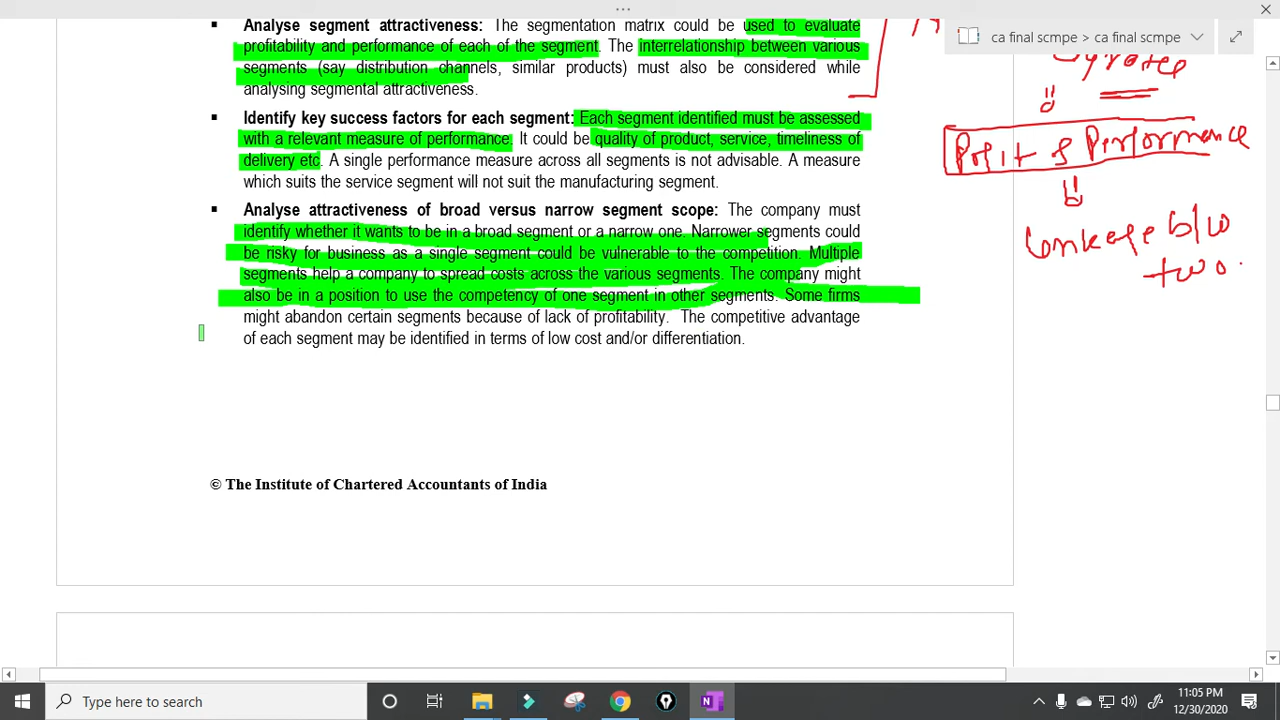 ca final scmpe > ca final scmpe
Analyse segment attractiveness: The segmentation matrix could be used to evaluate
profitability and performance of each of the segment. The interrelationship between various
segments (say distribution channels, similar products) must also be considered while
analysing segmental attractiveness.
Identify key success factors for each segment: Each segment identified must be assessed
with a relevant measure of performance. It could be quality of product, service, timeliness of
delivery etc. A single performance measure across all segments is not advisable. A measure
which suits the service segment will not suit the manufacturing segment.
Analyse attractiveness of broad versus narrow segment scope: The company must
identify whether it wants to be in a broad segment or a narrow one. Narrower segments could
be risky for business as a single segment could be vulnerable to the competition. Multiple
segments help a company to spread costs across the various segments. The company might
also be in a position to use the competency of one segment in other segments. Some firms
might abandon certain segments because of lack of profitability. The competitive advantage
of each segment may be identified in terms of low cost and/or differentiation.
Profit & Performance
b/w
two.
© The Institute of Chartered Accountants of India
Type here to search
11:05 PM
12/30/2020